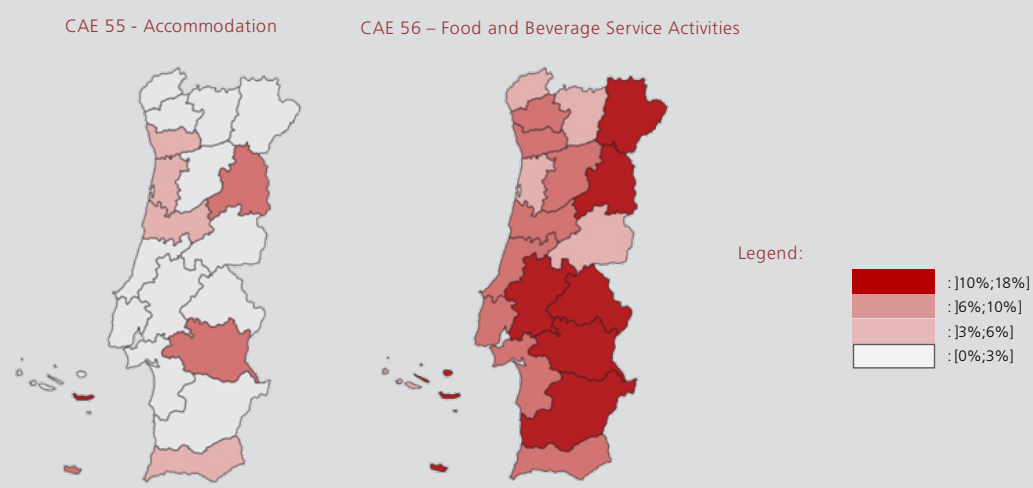 CAE 55 - Accommodation
CAE 56 – Food and Beverage Service Activities
Legend:
: ]10%;18%]
: ]6%;10%]
: ]3%;6%]
: [0%;3%]